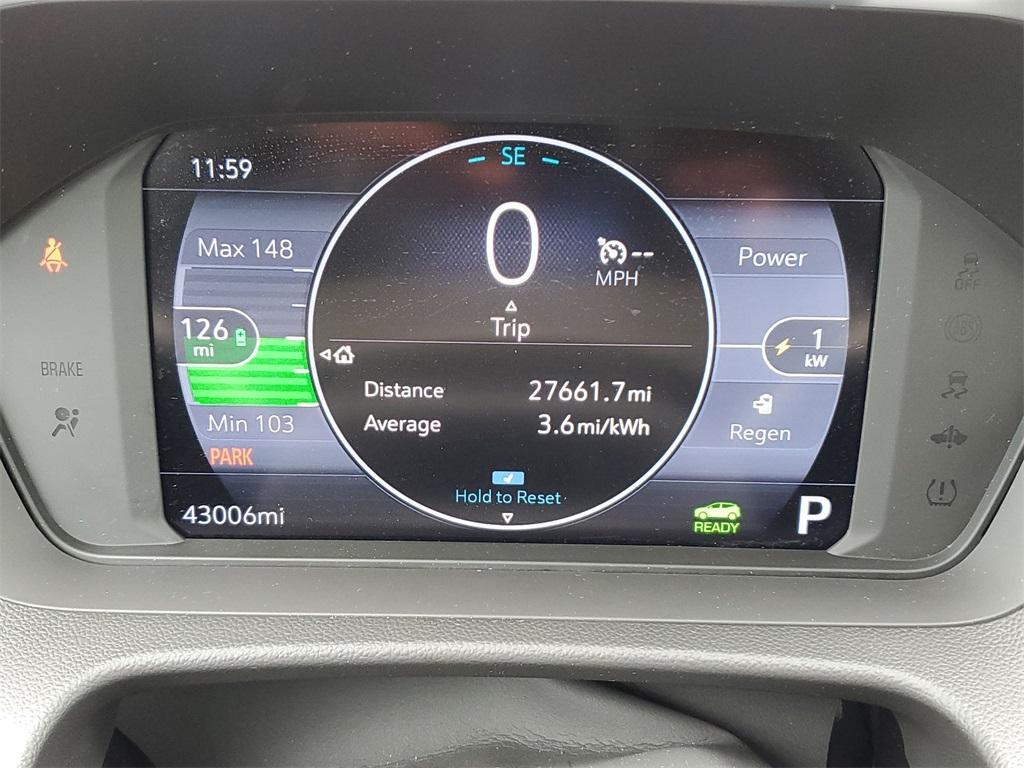 11:59
SE
Max 148
0
--
MPH
Power
126
mi
Trip
1
kW
Distance 27661.7mi
Average 3.6mi/kWh
Min 103
Regen
PARK
Hold to Reset
43006mi
READY
P
BRAKE
OFF
ABS